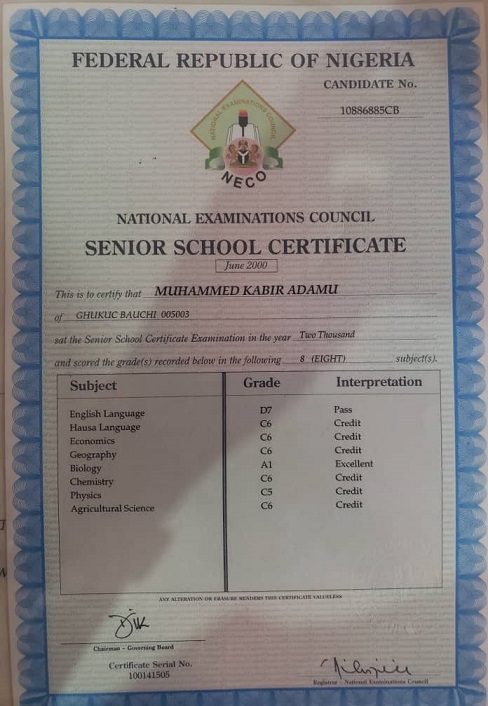 FEDERAL REPUBLIC OF NIGERIA
CANDIDATE No.
10886885CB
NATIONAL EXAMINATIONS COUNCIL
NECO
NATIONAL EXAMINATIONS COUNCIL
SENIOR SCHOOL CERTIFICATE
June 2000
This is to certify that MUHAMMED KABIR ADAMU
of GHUKUC BAUCHI 005003
sat the Senior School Certificate Examination in the year Two Thousand
and scored the grade(s) recorded below in the following 8 (EIGHT) subject(s).
Subject Grade Interpretation
English Language D7 Pass
Hausa Language C6 Credit
Economics C6 Credit
Geography C6 Credit
Biology A1 Excellent
Chemistry C6 Credit
Physics C5 Credit
Agricultural Science C6 Credit
ANY ALTERATION OR ERASURE RENDERS THIS CERTIFICATE VALUELESS
Chairman - Governing Board
Certificate Serial No.
100141505
Registrar - National Examinations Council